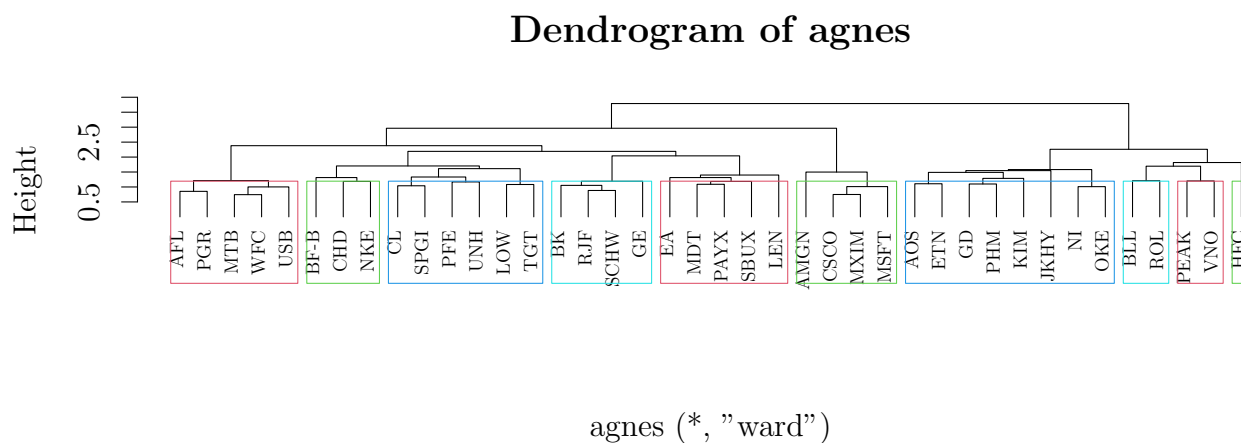 Dendrogram of agnes
Height
0.5
2.5
AFL
PGR
MTB
WFC
USB
BF-B
CHD
NKE
CL
SPGI
PFE
UNH
LOW
TGT
BK
RJF
SCHW
GE
EA
MDT
PAYX
SBUX
LEN
AMGN
CSCO
MXIM
MSFT
AOS
ETN
GD
PHM
KIM
JKHY
NI
OKE
BLL
ROL
PEAK
VNO
agnes (*, "ward")